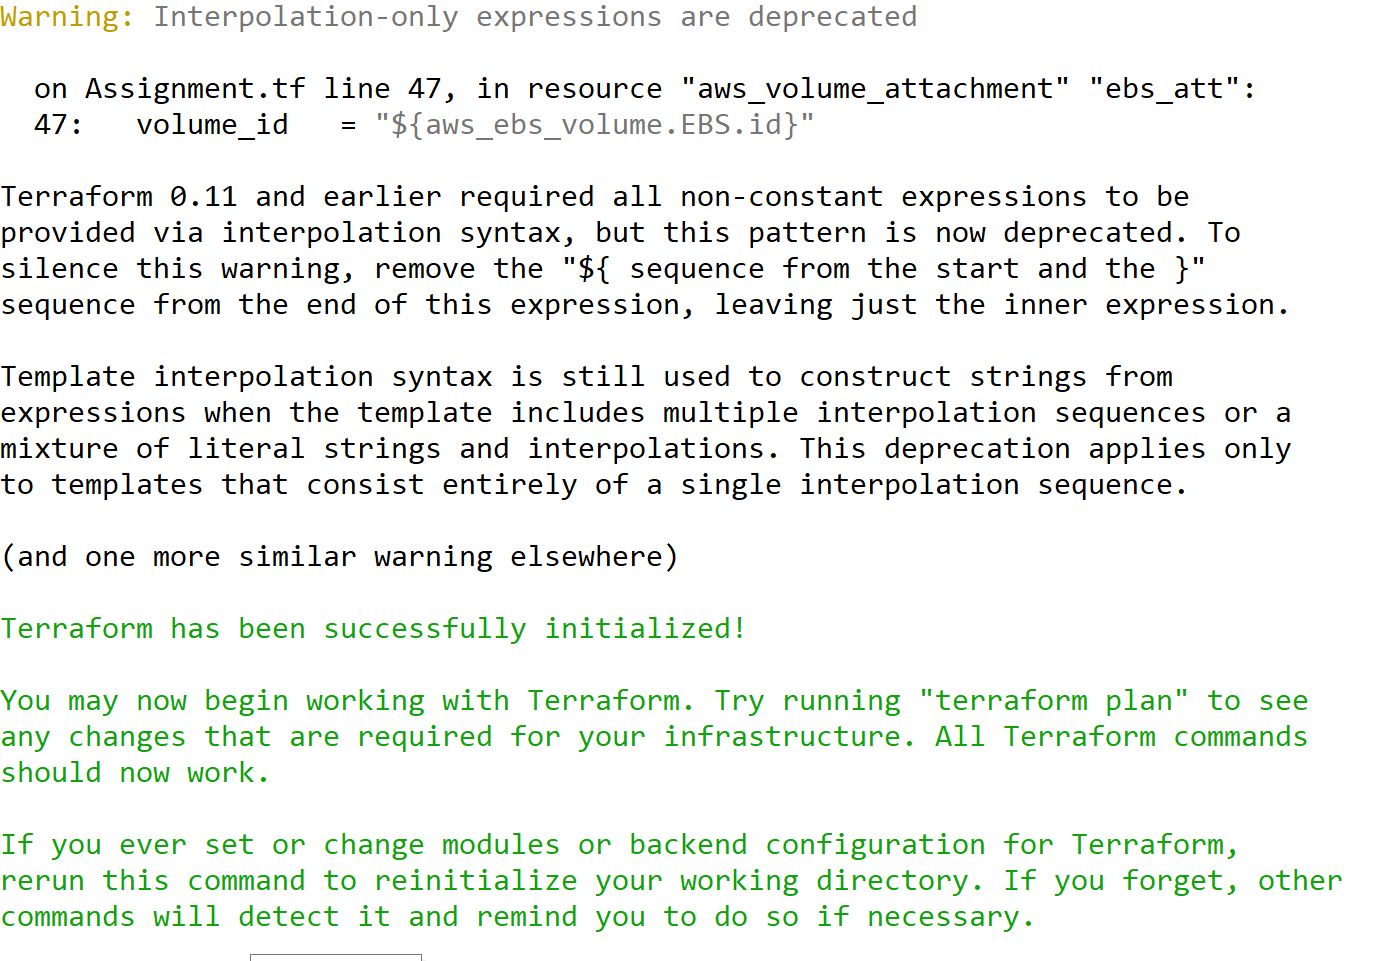 Warning: Interpolation-only expressions are deprecated
on Assignment.tf line 47, in resource "aws_volume_attachment" "ebs_att":
47:   volume_id   = "${aws_ebs_volume.EBS.id}"
Terraform 0.11 and earlier required all non-constant expressions to be
provided via interpolation syntax, but this pattern is now deprecated. To
silence this warning, remove the "${ sequence from the start and the }"
sequence from the end of this expression, leaving just the inner expression.
Template interpolation syntax is still used to construct strings from
expressions when the template includes multiple interpolation sequences or a
mixture of literal strings and interpolations. This deprecation applies only
to templates that consist entirely of a single interpolation sequence.
(and one more similar warning elsewhere)
Terraform has been successfully initialized!
You may now begin working with Terraform. Try running "terraform plan" to see
any changes that are required for your infrastructure. All Terraform commands
should now work.
If you ever set or change modules or backend configuration for Terraform,
rerun this command to reinitialize your working directory. If you forget, other
commands will detect it and remind you to do so if necessary.